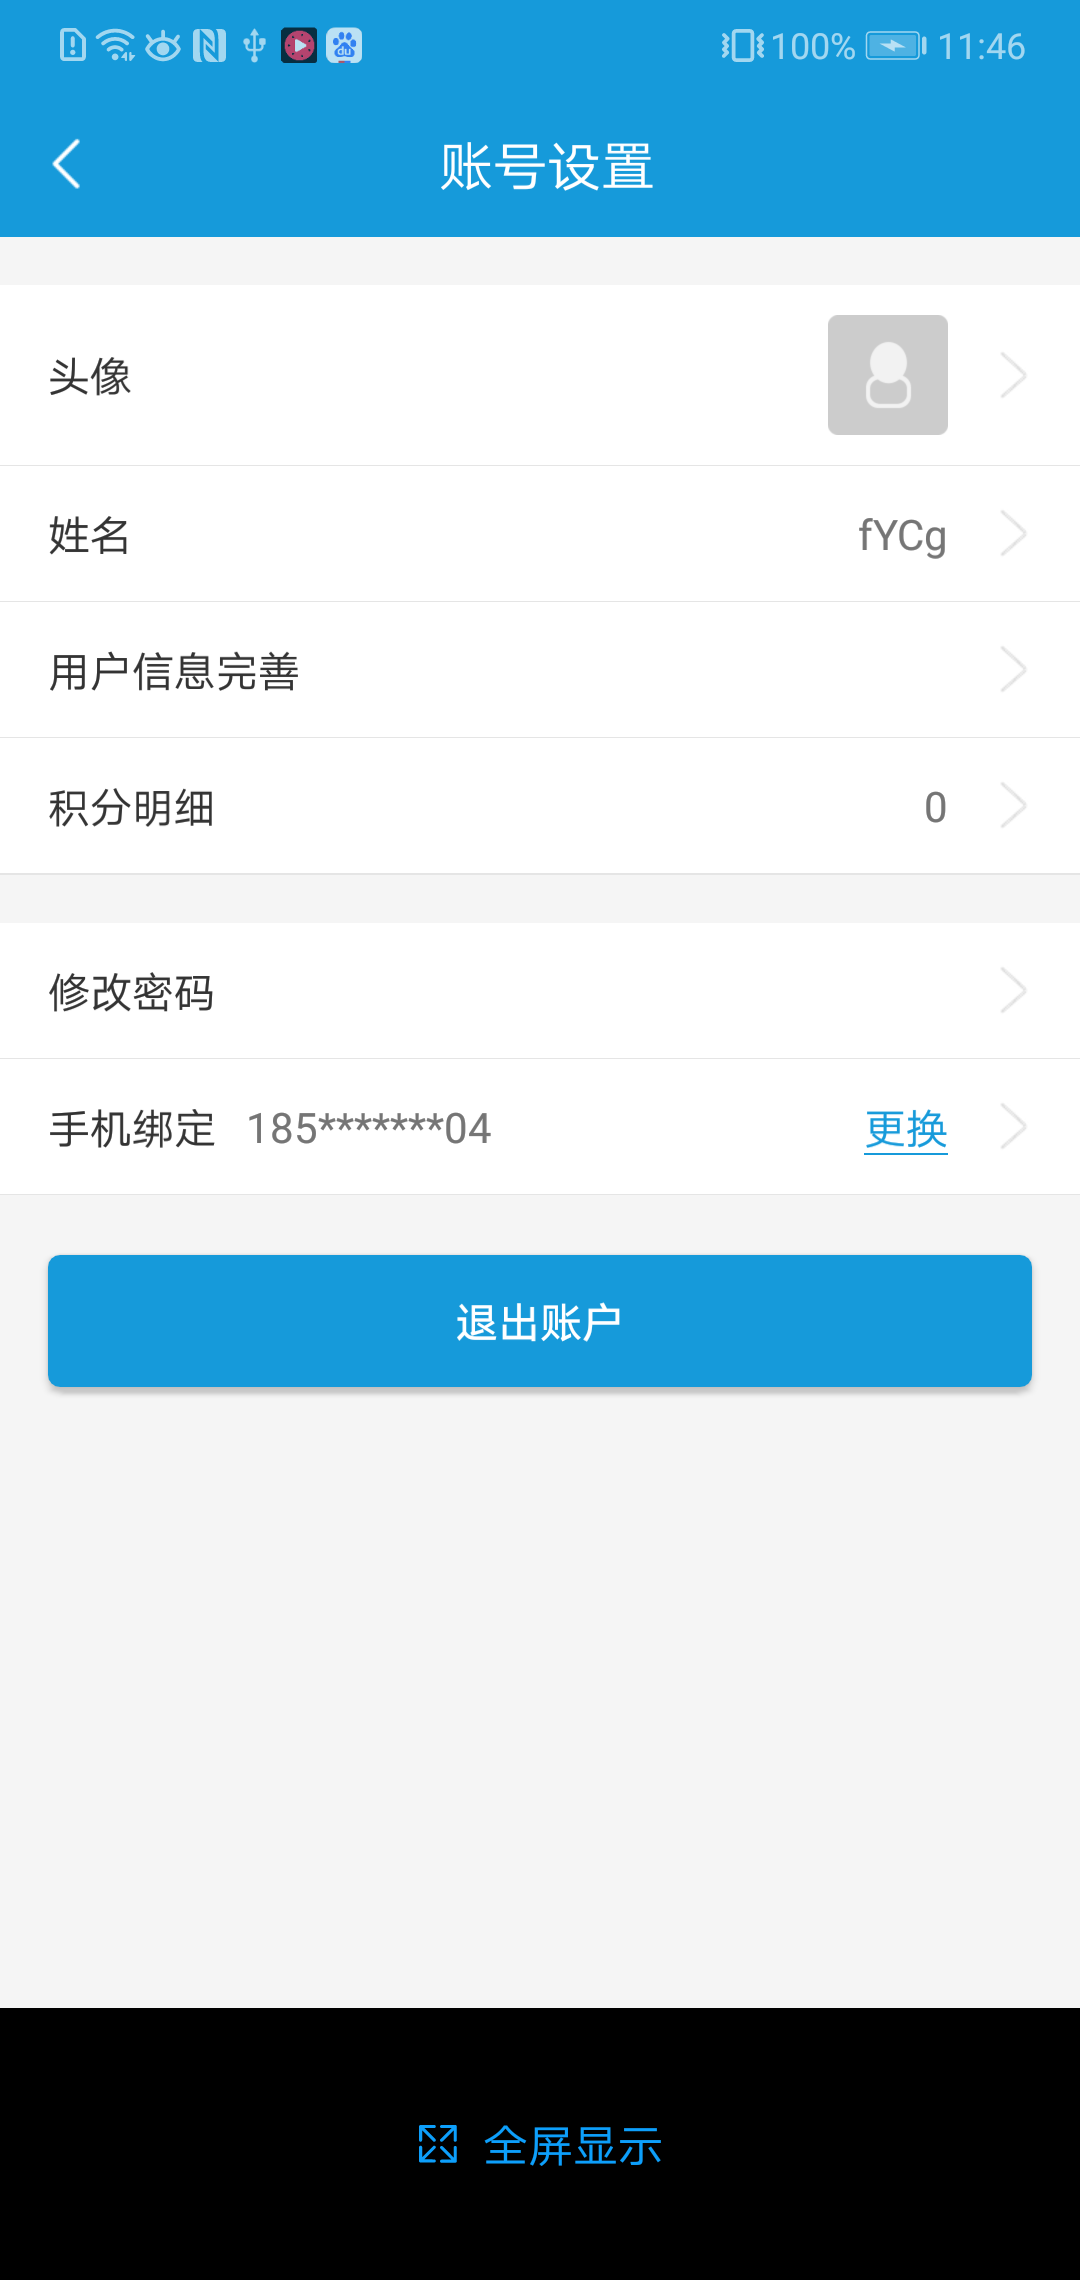 100% 11:46
账号设置
头像
姓名 fYCg
用户信息完善
积分明细 0
修改密码
手机绑定 185*******04 更换
退出账户
全屏显示